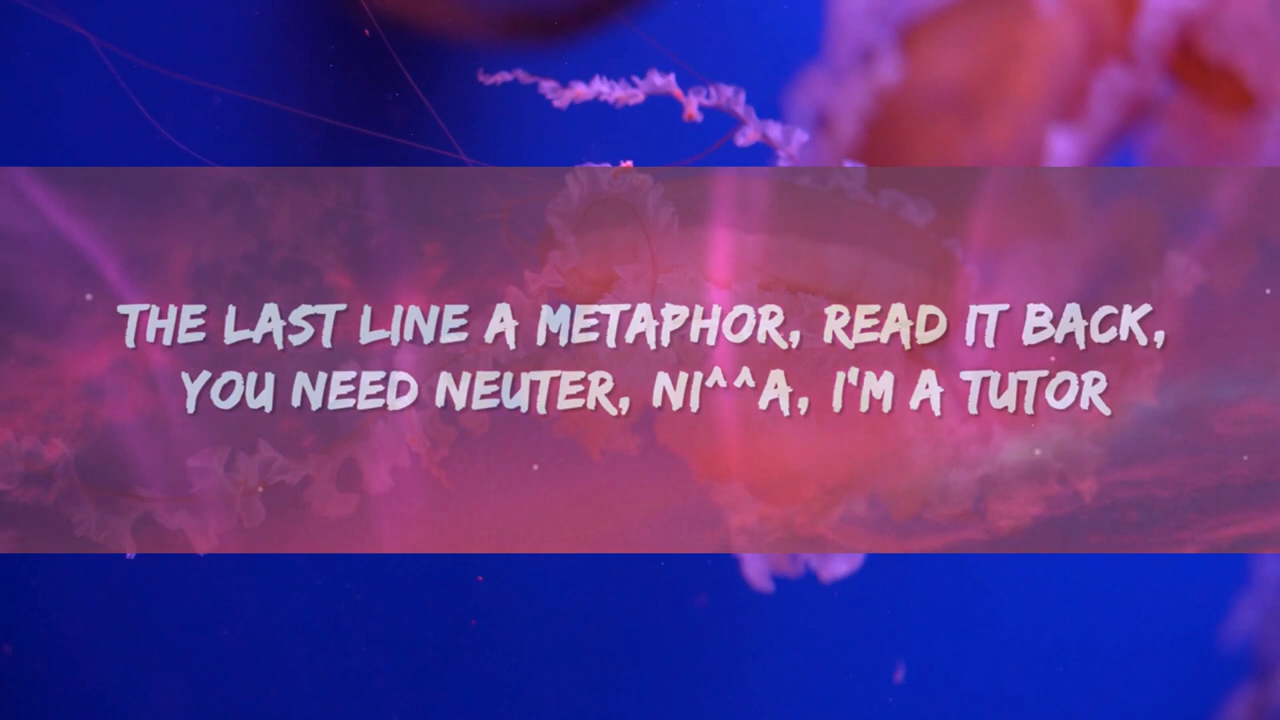 THE LAST LINE A METAPHOR, READ IT BACK,
YOU NEED NEUTER, NI^^A, I'M A TUTOR